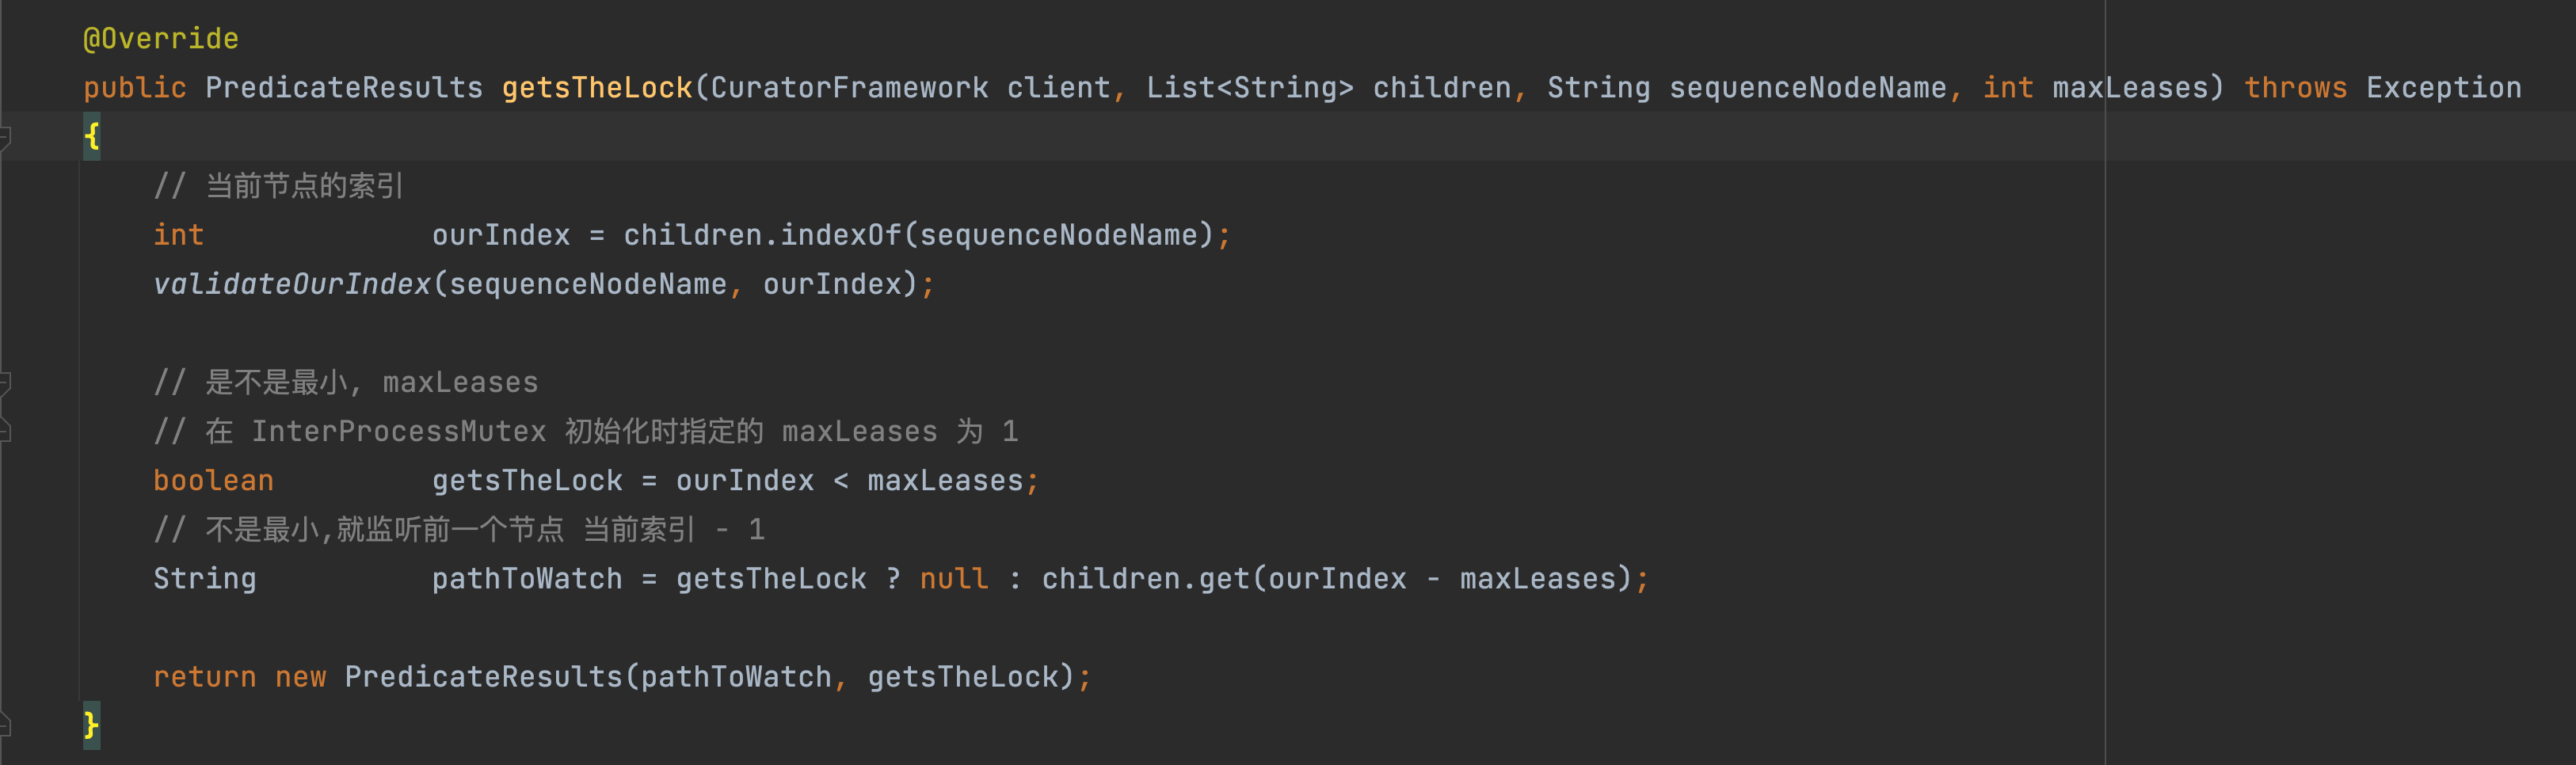 @Override
public PredicateResults getsTheLock(CuratorFramework client, List<String> children, String sequenceNodeName, int maxLeases) throws Exception
{
// 当前节点的索引
int ourIndex = children.indexOf(sequenceNodeName);
validateOurIndex(sequenceNodeName, ourIndex);
// 是不是最小, maxLeases
// 在 InterProcessMutex 初始化时指定的 maxLeases 为 1
boolean getsTheLock = ourIndex < maxLeases;
// 不是最小,就监听前一个节点 当前索引 - 1
String pathToWatch = getsTheLock ? null : children.get(ourIndex - maxLeases);
return new PredicateResults(pathToWatch, getsTheLock);
}